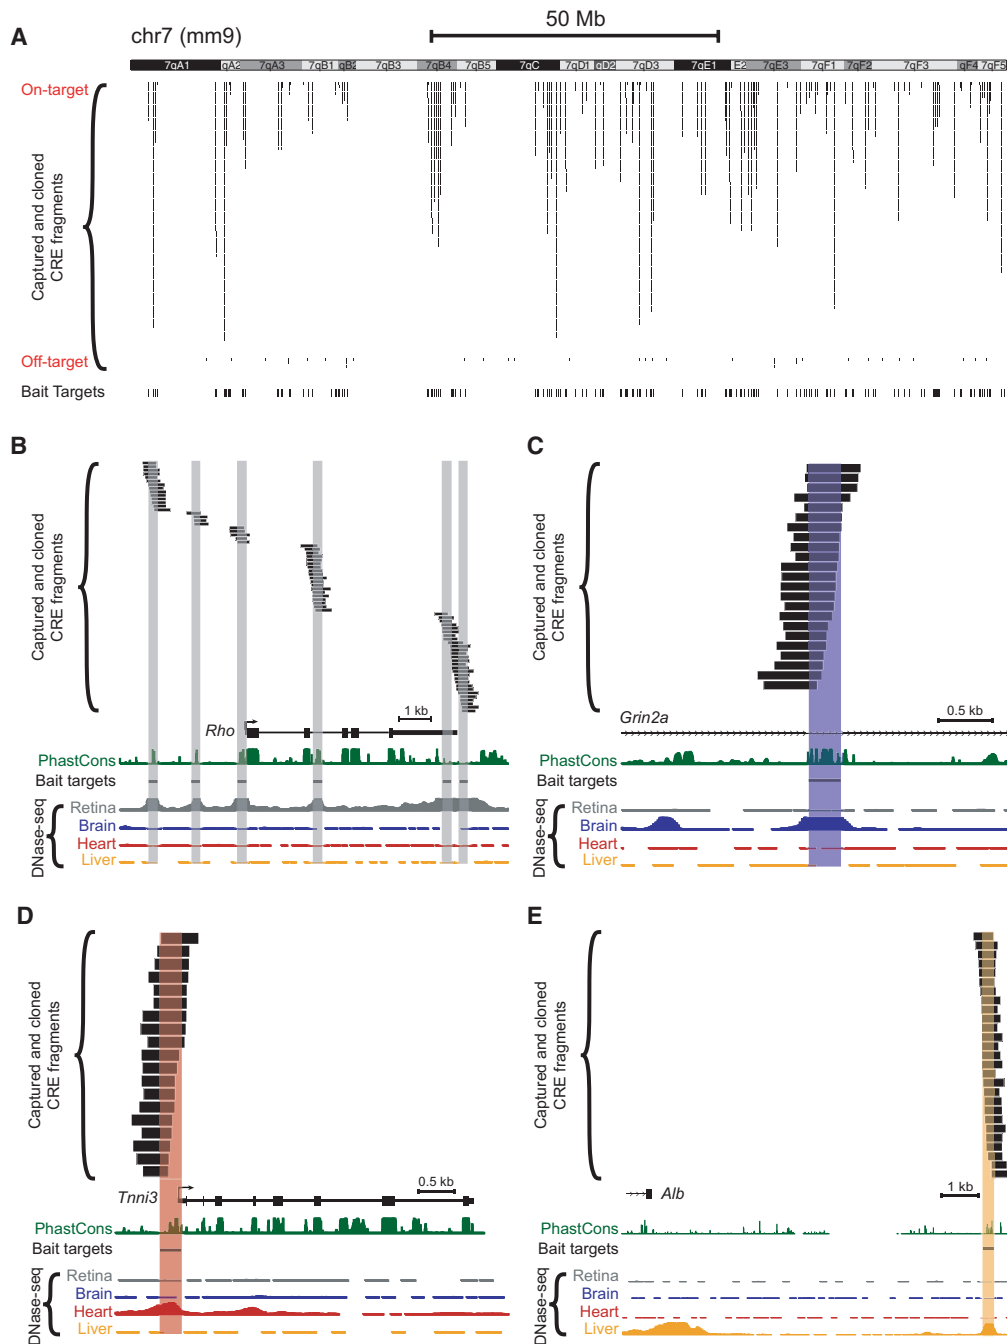 A
chr7 (mm9)
50 Mb
7qA1 qA2 7qA3 7qB1 qB2 7qB3 7qB4 7qB5 7qC 7qD1 qD2 7qD3 7qE1 E2 7qE3 7qF1 7qF2 7qF3 qF4 7qF5
On-target
Captured and cloned
CRE fragments
Off-target
Bait Targets
B
Captured and cloned
CRE fragments
1 kb
Rho
PhastCons
Bait targets
DNase-seq
Retina
Brain
Heart
Liver
C
Captured and cloned
CRE fragments
0.5 kb
Grin2a
PhastCons
Bait targets
DNase-seq
Retina
Brain
Heart
Liver
D
Captured and cloned
CRE fragments
0.5 kb
Tnni3
PhastCons
Bait targets
DNase-seq
Retina
Brain
Heart
Liver
E
Captured and cloned
CRE fragments
1 kb
Alb
PhastCons
Bait targets
DNase-seq
Retina
Brain
Heart
Liver